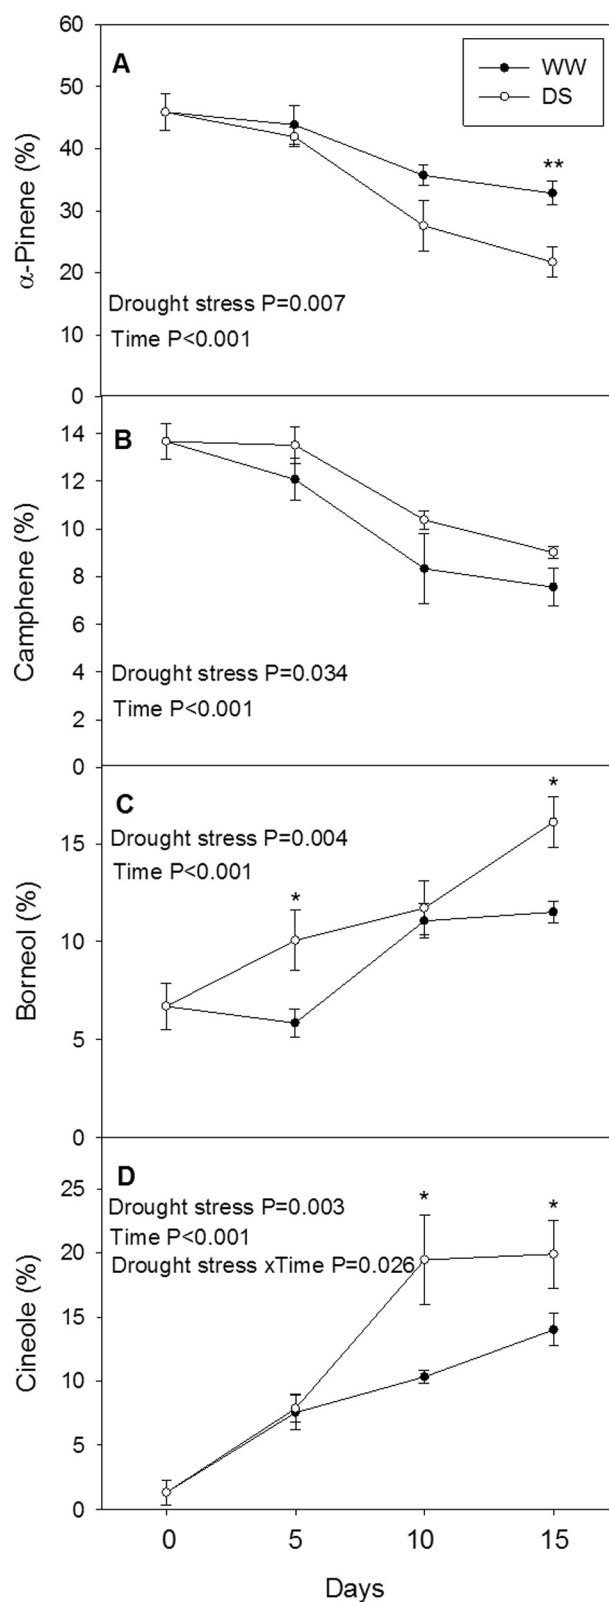 60
A
WW
DS
50
40
**
30
20
10
0
α-Pinene (%)
Drought stress P=0.007
Time P<0.001
14
B
12
10
8
6
4
2
0
Camphene (%)
Drought stress P=0.034
Time P<0.001
C
*
Drought stress P=0.004
Time P<0.001
*
15
10
5
0
Borneol (%)
D
25
Drought stress P=0.003
*
*
Time P<0.001
Drought stress xTime P=0.026
20
15
10
5
0
Cineole (%)
0 5 10 15
Days